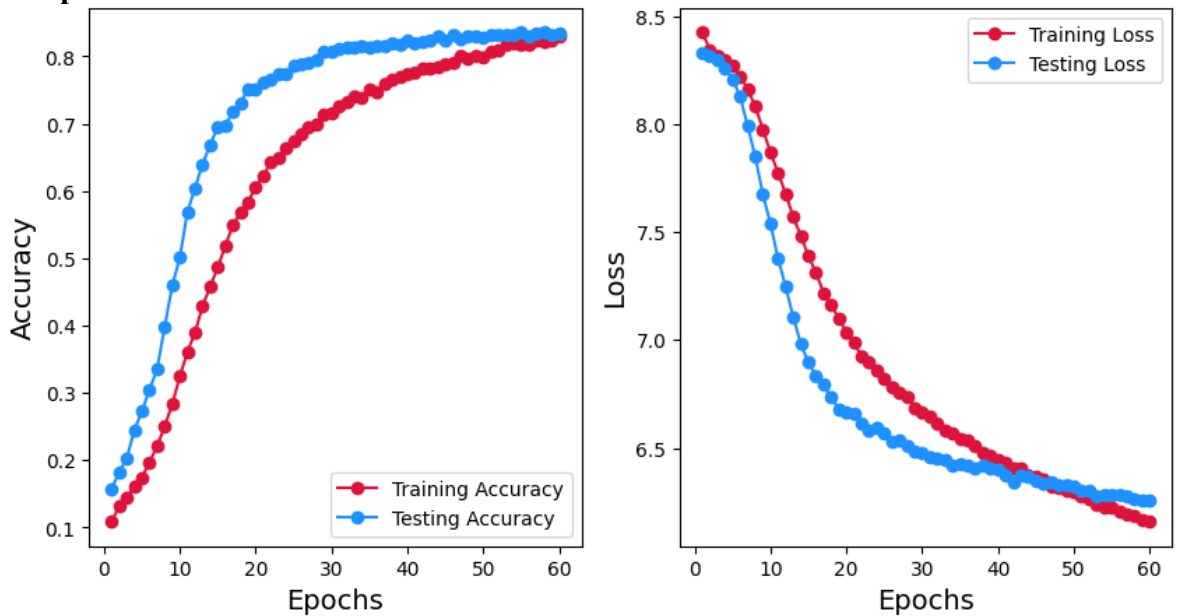 0.8
0.7
0.6
0.5
0.4
0.3
0.2
0.1
Accuracy
Training Accuracy
Testing Accuracy
0 10 20 30 40 50 60
Epochs
8.5
8.0
7.5
7.0
6.5
Loss
Training Loss
Testing Loss
0 10 20 30 40 50 60
Epochs